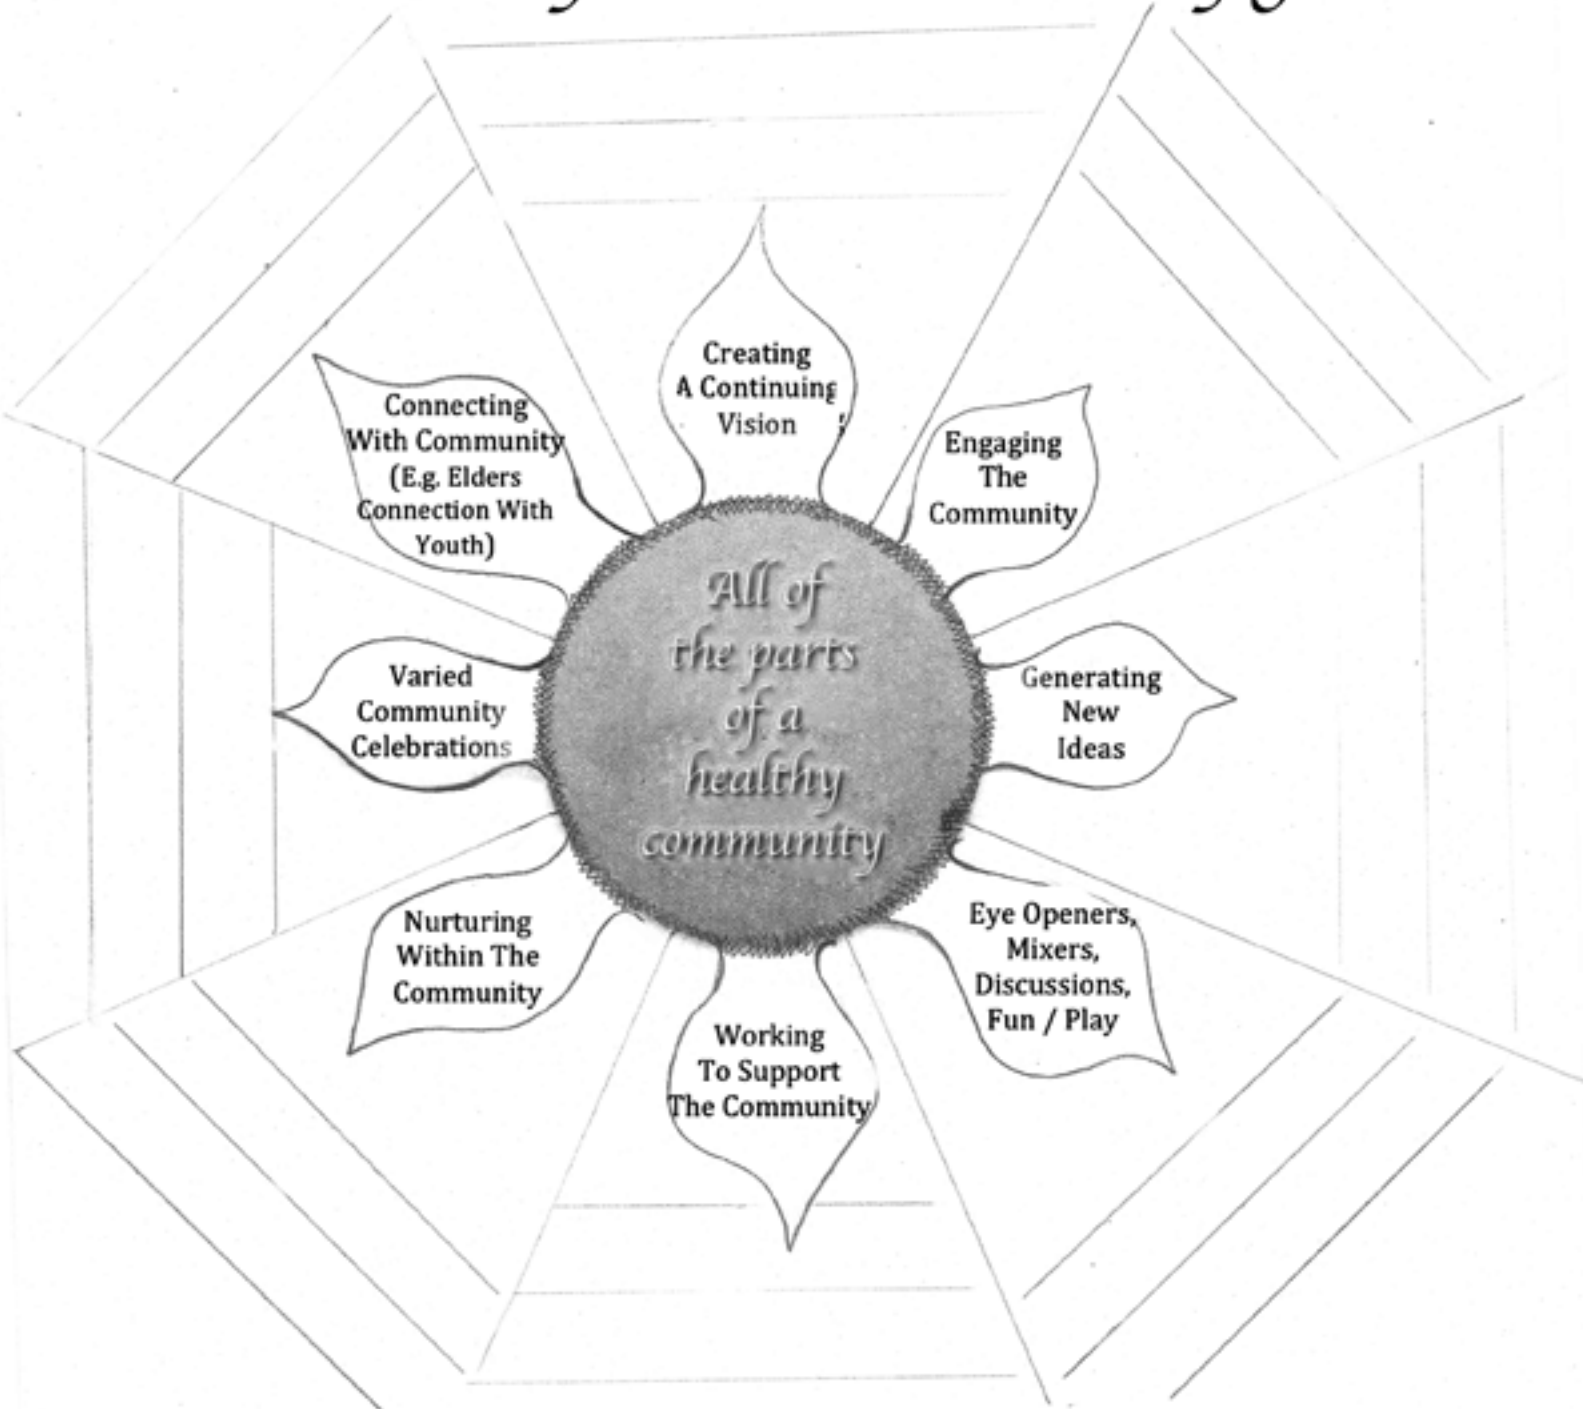 Creating
A Continuing
Vision
Engaging
The
Community
Generating
New
Ideas
Eye Openers,
Mixers,
Discussions,
Fun / Play
Working
To Support
The Community
Nurturing
Within The
Community
Varied
Community
Celebrations
Connecting
With Community
(E.g. Elders
Connection With
Youth)
All of
the parts
of a
healthy
community